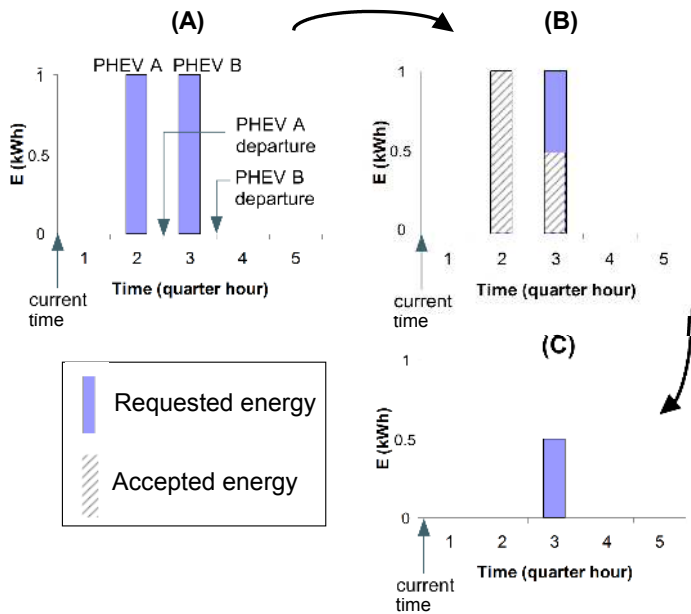 (A)
PHEV A PHEV B
1
0.5
0
E (kWh)
PHEV A
departure
PHEV B
departure
1 2 3 4 5
Time (quarter hour)
current
time
(B)
1
0.5
0
E (kWh)
1 2 3 4 5
Time (quarter hour)
current
time
Requested energy
Accepted energy
(C)
1
0.5
0
E (kWh)
1 2 3 4 5
Time (quarter hour)
current
time